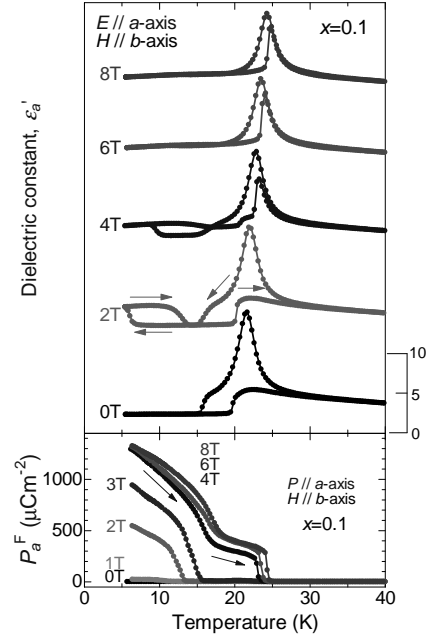 E // a-axis
H // b-axis
x=0.1
8T
6T
4T
2T
0T
Dielectric constant, εa'
10
5
0
8T
6T
4T
3T
2T
1T
0T
P // a-axis
H // b-axis
x=0.1
PaF (μCm-2)
1000
500
0
0 10 20 30 40
Temperature (K)